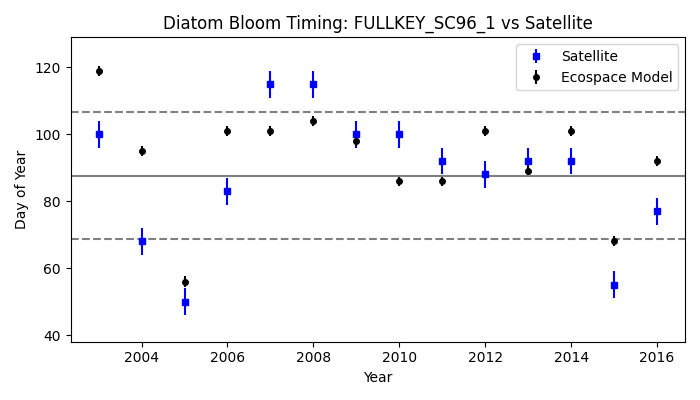 Diatom Bloom Timing: FULLKEY_SC96_1 vs Satellite
Satellite
Ecospace Model
120
100
80
60
40
Day of Year
2004 2006 2008 2010 2012 2014 2016
Year